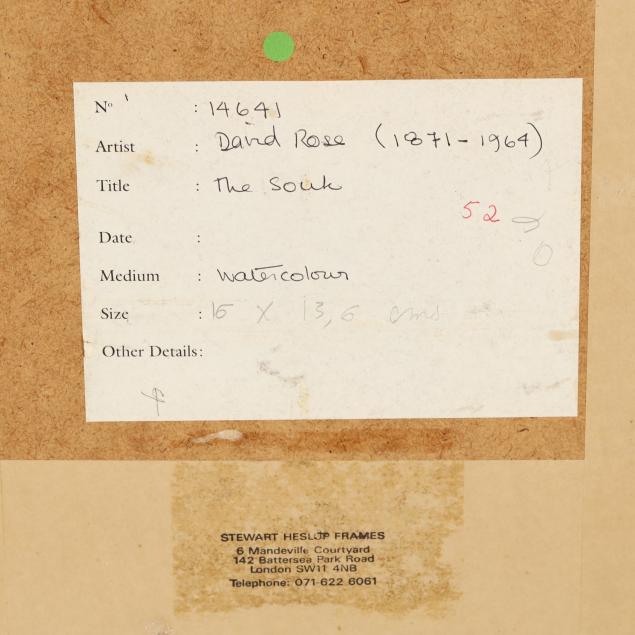 No : 14641
Artist : David Rose (1871-1964)
Title : The Souk
52
Date :
Medium : Watercolour
Size : 16 x 13,6 cms
Other Details:
STEWART HESLOP FRAMES
6 Mandeville Courtyard
142 Battersea Park Road
London SW11 4NB
Telephone: 071-622 6061